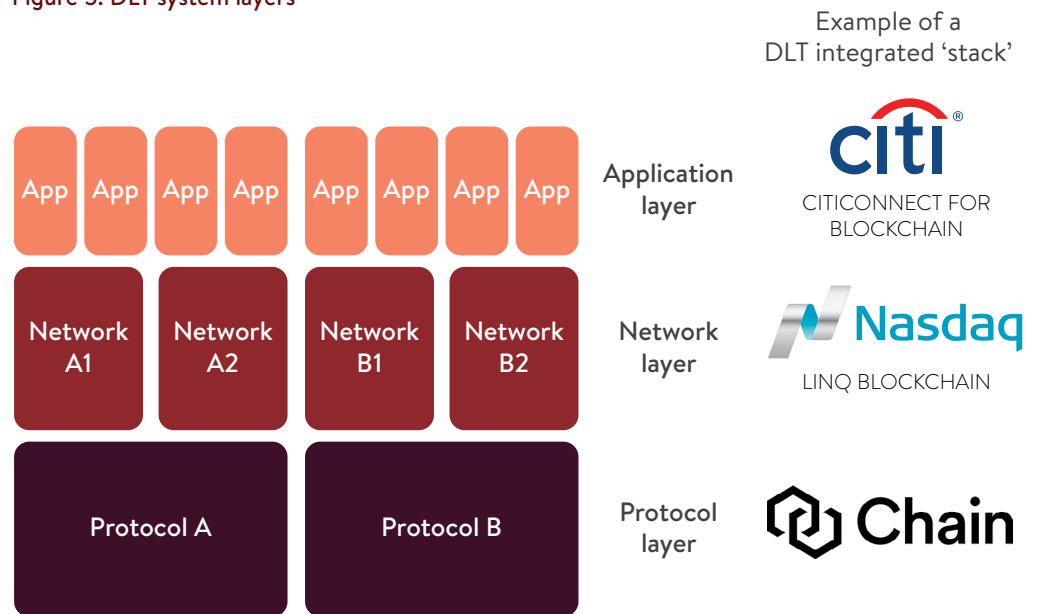 Example of a
DLT integrated ‘stack’
App App App App App App App App
Application
layer
citi®
CITICONNECT FOR
BLOCKCHAIN
Network
A1
Network
A2
Network
B1
Network
B2
Network
layer
Nasdaq
LINQ BLOCKCHAIN
Protocol A
Protocol B
Protocol
layer
Chain